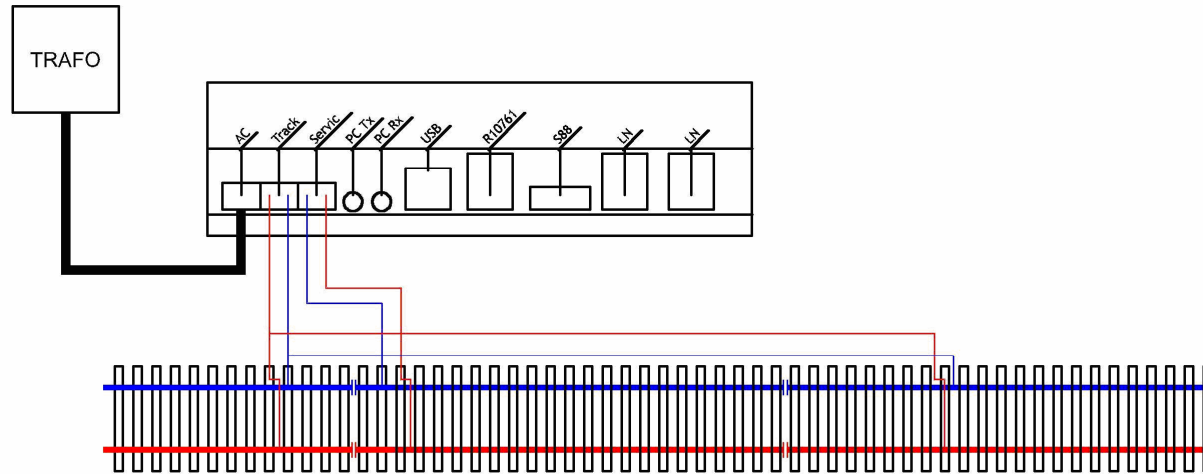 TRAFO
AC
Track
Servic
PC Tx
PC Rx
USB
R10761
S88
LN
LN